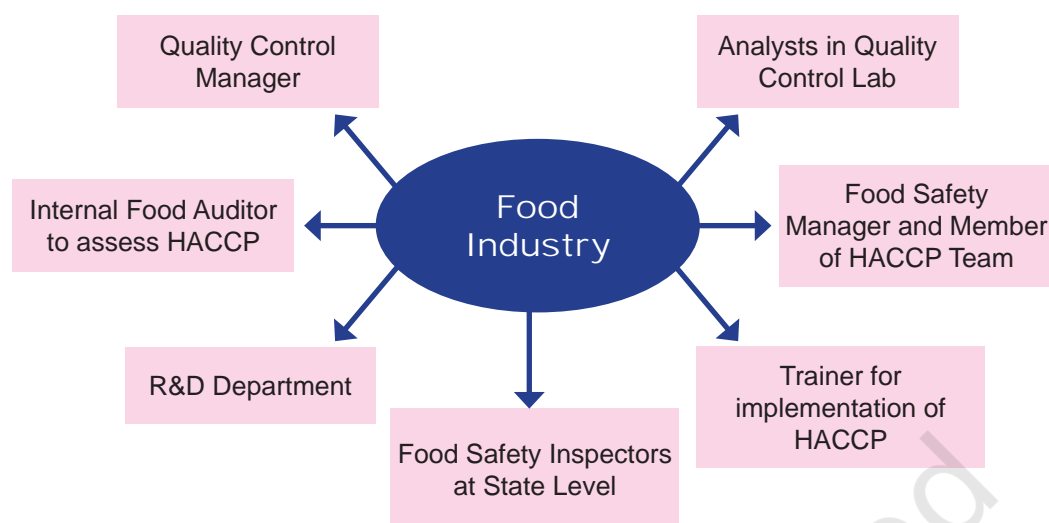 Quality Control
Manager
Analysts in Quality
Control Lab
Food
Industry
Internal Food Auditor
to assess HACCP
Food Safety
Manager and Member
of HACCP Team
R&D Department
Trainer for
implementation of
HACCP
Food Safety Inspectors
at State Level